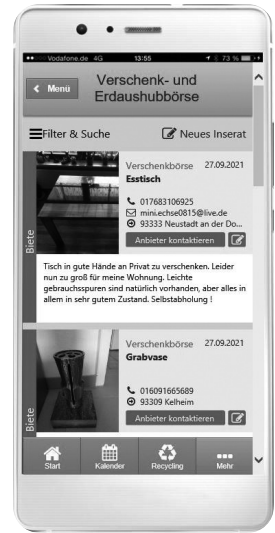 Vodafone.de 4G 13:55 73 %
Menü
Verschenk- und
Erdaushubbörse
Filter & Suche
Neues Inserat
Verschenkbörse 27.09.2021
Esstisch
017683106925
mini.echse0815@live.de
93333 Neustadt an der Do...
Anbieter kontaktieren
Biete
Tisch in gute Hände an Privat zu verschenken. Leider
nun zu groß für meine Wohnung. Leichte
gebrauchsspuren sind natürlich vorhanden, aber alles in
allem in sehr gutem Zustand. Selbstabholung !
Verschenkbörse 27.09.2021
Grabvase
016091665689
93309 Kelheim
Anbieter kontaktieren
Biete
Start Kalender Recycling Mehr